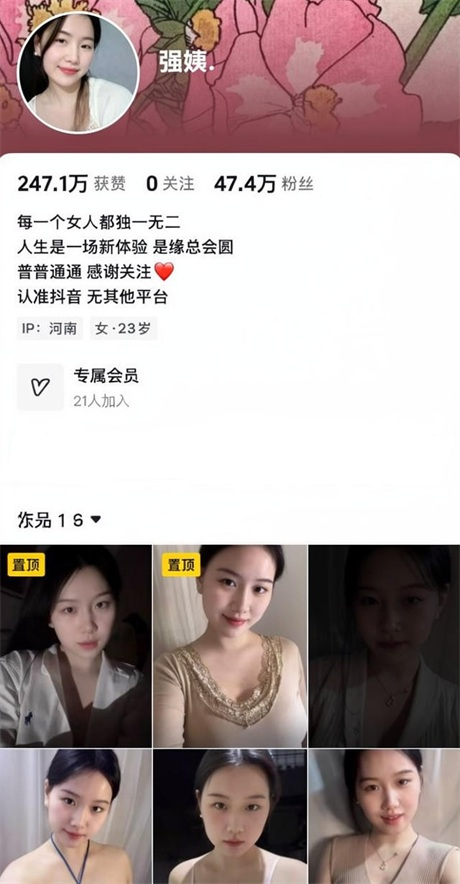 强姨.
247.1万 获赞 0 关注 47.4万 粉丝
每一个女人都独一无二
人生是一场新体验 是缘总会圆
普普通通 感谢关注❤️
认准抖音 无其他平台
IP：河南 女·23岁
专属会员
21人加入
作品 16
置顶 置顶